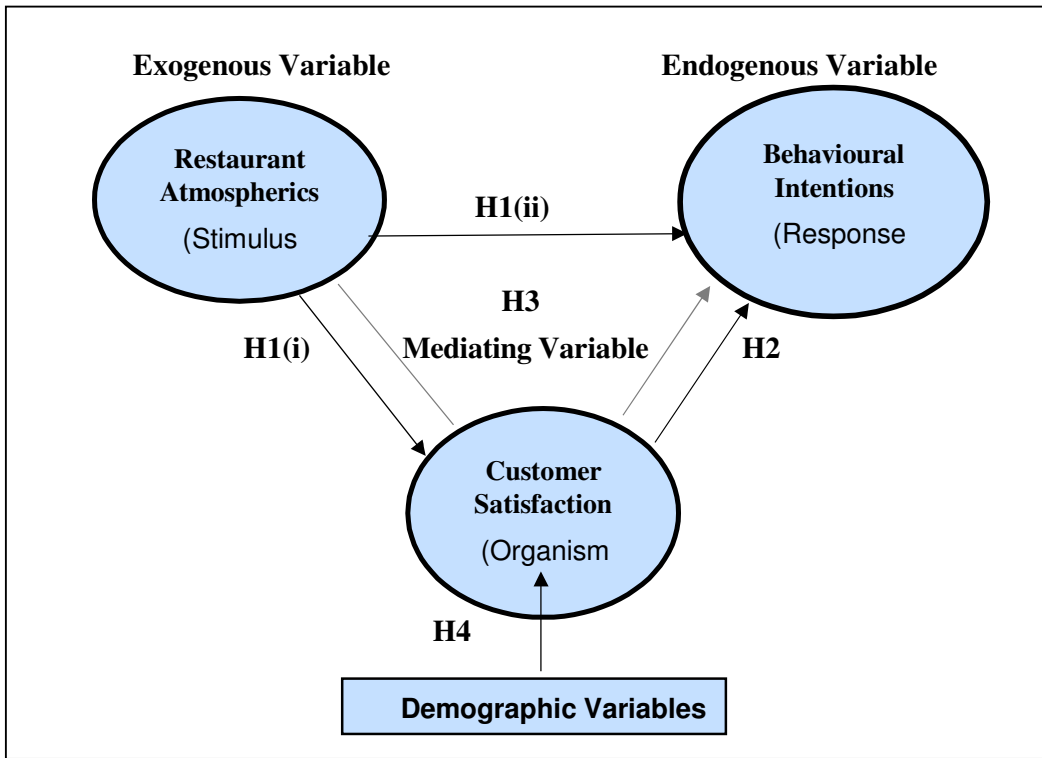 Exogenous Variable
Endogenous Variable
Restaurant
Atmospherics
(Stimulus
Behavioural
Intentions
(Response
H1(ii)
H3
H1(i)
Mediating Variable
H2
Customer
Satisfaction
(Organism
H4
Demographic Variables